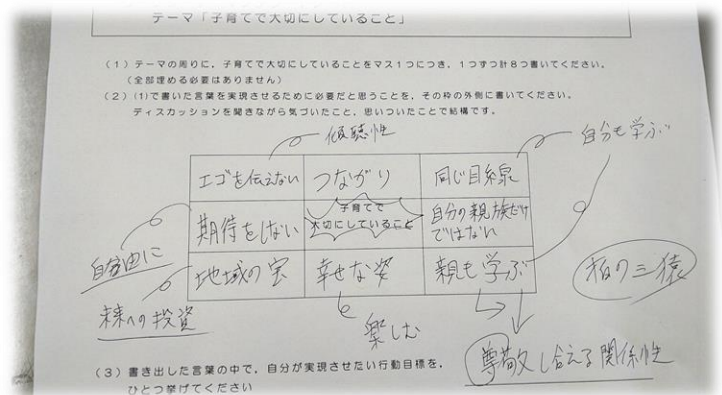 テーマ「子育てで大切にしていること」
(1)テーマの周りに,子育てで大切にしていることをマス1つにつき,1つずつ計8つ書いてください。
(全部埋める必要はありません)
(2)(1)で書いた言葉を実現させるために必要だと思うことを,その枠の外側に書いてください。
ディスカッションを聞きながら気づいたこと,思いついたことで結構です。
聴性
自分も学ぶ
エゴを伝えない
つながり
同じ目線
期待をしない
子育てで
大切にしていること
自分の親族だけ
ではない
自由に
地域の宝
幸せな姿
親も学ぶ
の三猿
未来への投資
楽しむ
尊敬し合える関係性
(3)書き出した言葉の中で,自分が実現させたい行動目標を,
ひとつ挙げてください